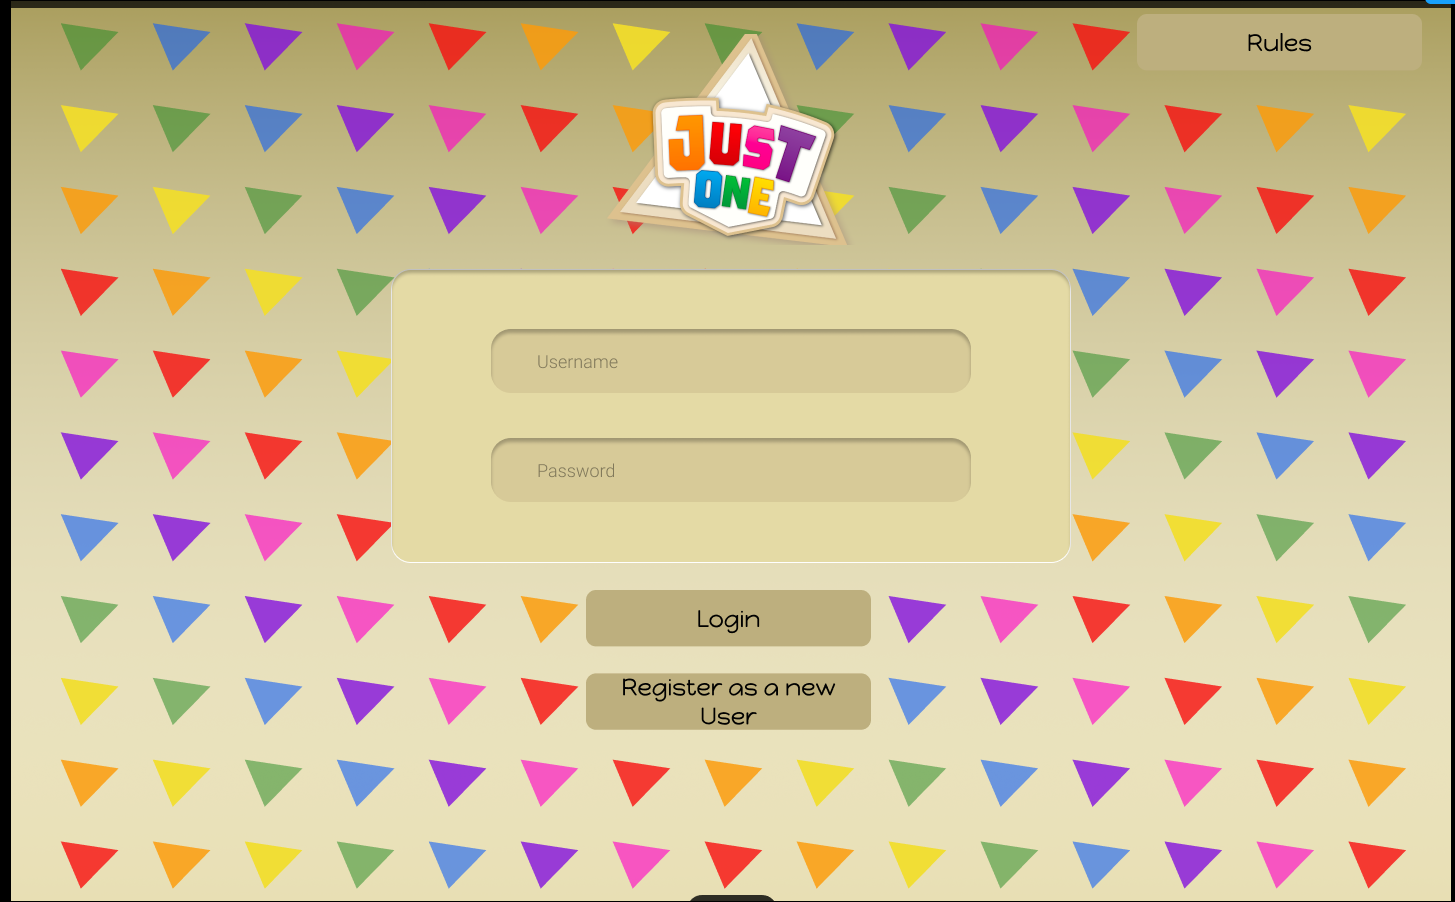 Rules
JUST
ONE
Username
Password
Login
Register as a new
User